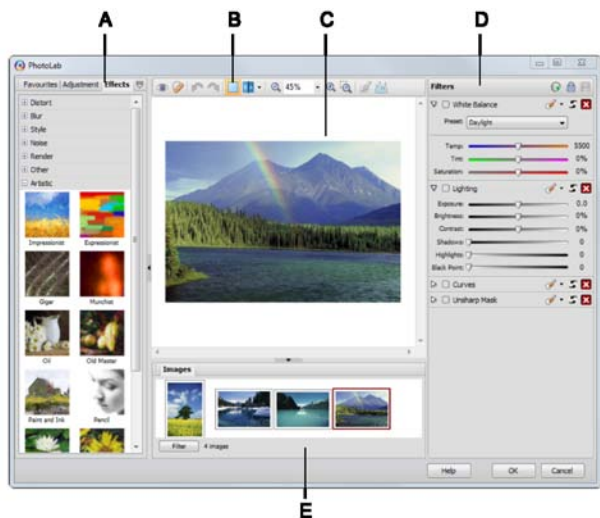 A B C D
PhotoLab
Favourites Adjustment Effects
45%
Filters
Distort
Blur
Style
Noise
Render
Other
Artistic
Impressionist Expressionist
Giger Munchist
Oil Old Master
Paint and Ink Pencil
White Balance
Preset: Daylight
Temp: 5500
Tint: 0%
Saturation: 0%
Lighting
Exposure: 0.0
Brightness: 0%
Contrast: 0%
Shadows: 0
Highlights: 0
Black Point: 0
Curves
Unsharp Mask
Images
Filter 4 images
Help OK Cancel
E